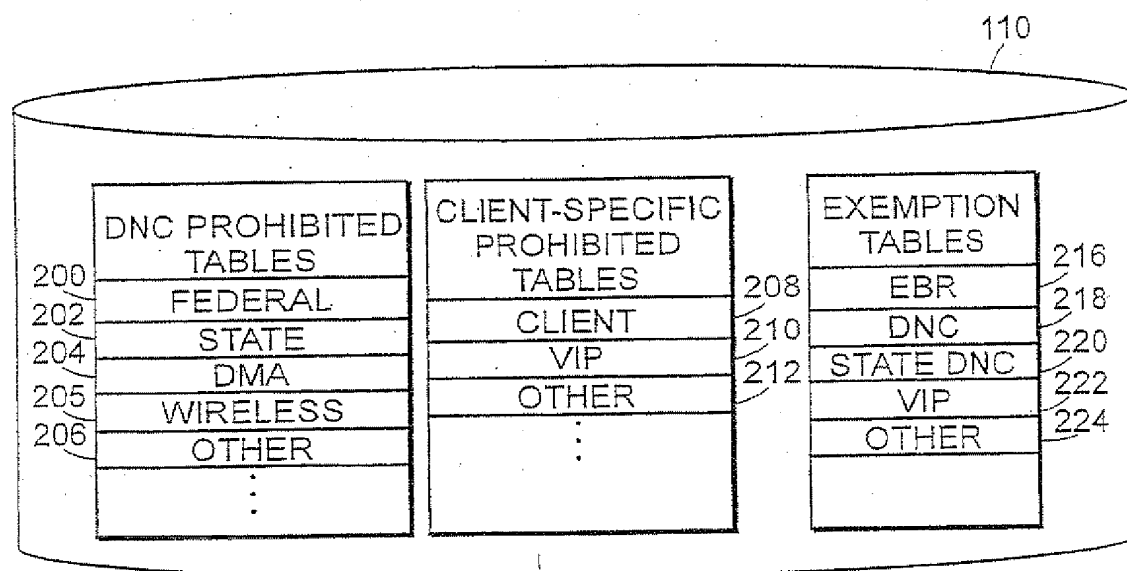 110
DNC PROHIBITED
TABLES
200
FEDERAL
202
STATE
204
DMA
205
WIRELESS
206
OTHER
CLIENT-SPECIFIC
PROHIBITED
TABLES
208
CLIENT
210
VIP
212
OTHER
EXEMPTION
TABLES
216
EBR
218
DNC
220
STATE DNC
222
VIP
224
OTHER